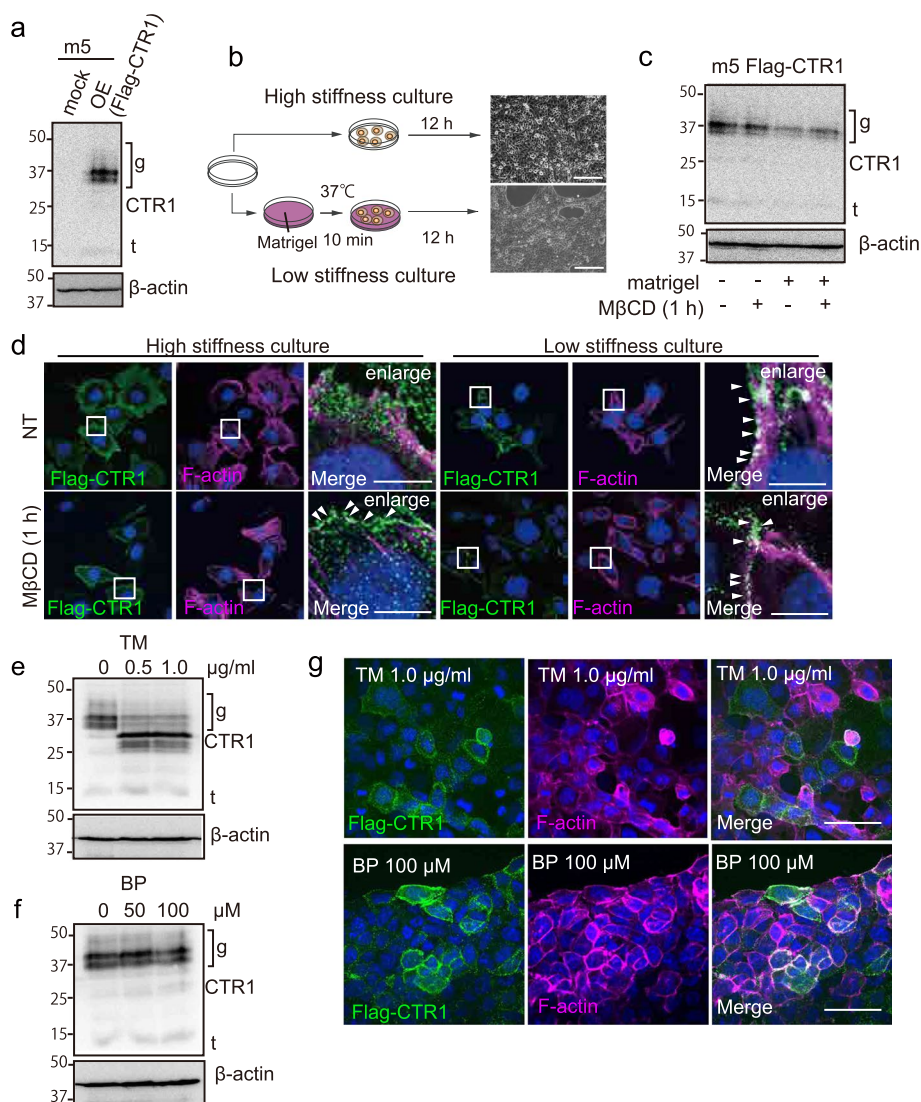 a
m5
mock
OE
(Flag-CTR1)
50
37
25
15
g
CTR1
t
50
37
β-actin
b
High stiffness culture
12 h
37℃
Matrigel
10 min
12 h
Low stiffness culture
c
m5 Flag-CTR1
50
37
25
15
g
CTR1
t
50
37
β-actin
matrigel - - + +
MβCD (1 h) - + - +
d
High stiffness culture
Low stiffness culture
NT
Flag-CTR1
F-actin
enlarge
Merge
Flag-CTR1
F-actin
enlarge
Merge
MβCD (1 h)
Flag-CTR1
F-actin
enlarge
Merge
Flag-CTR1
F-actin
enlarge
Merge
e
TM
0 0.5 1.0 μg/ml
50
37
25
15
g
CTR1
t
50
37
β-actin
f
BP
0 50 100 μM
50
37
25
15
g
CTR1
t
50
37
β-actin
g
TM 1.0 μg/ml
Flag-CTR1
TM 1.0 μg/ml
F-actin
TM 1.0 μg/ml
Merge
BP 100 μM
Flag-CTR1
BP 100 μM
F-actin
BP 100 μM
Merge